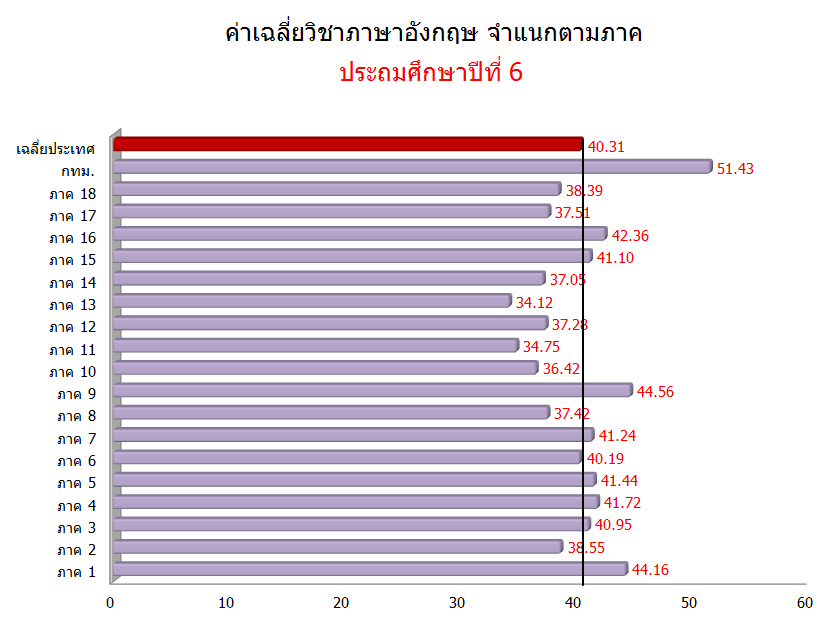 ค่าเฉลี่ยวิชาภาษาอังกฤษ จำแนกตามภาค
ประถมศึกษาปีที่ 6
เฉลี่ยประเทศ 40.31
กทม. 51.43
ภาค 18 38.39
ภาค 17 37.51
ภาค 16 42.36
ภาค 15 41.10
ภาค 14 37.05
ภาค 13 34.12
ภาค 12 37.28
ภาค 11 34.75
ภาค 10 36.42
ภาค 9 44.56
ภาค 8 37.42
ภาค 7 41.24
ภาค 6 40.19
ภาค 5 41.44
ภาค 4 41.72
ภาค 3 40.95
ภาค 2 38.55
ภาค 1 44.16
0 10 20 30 40 50 60